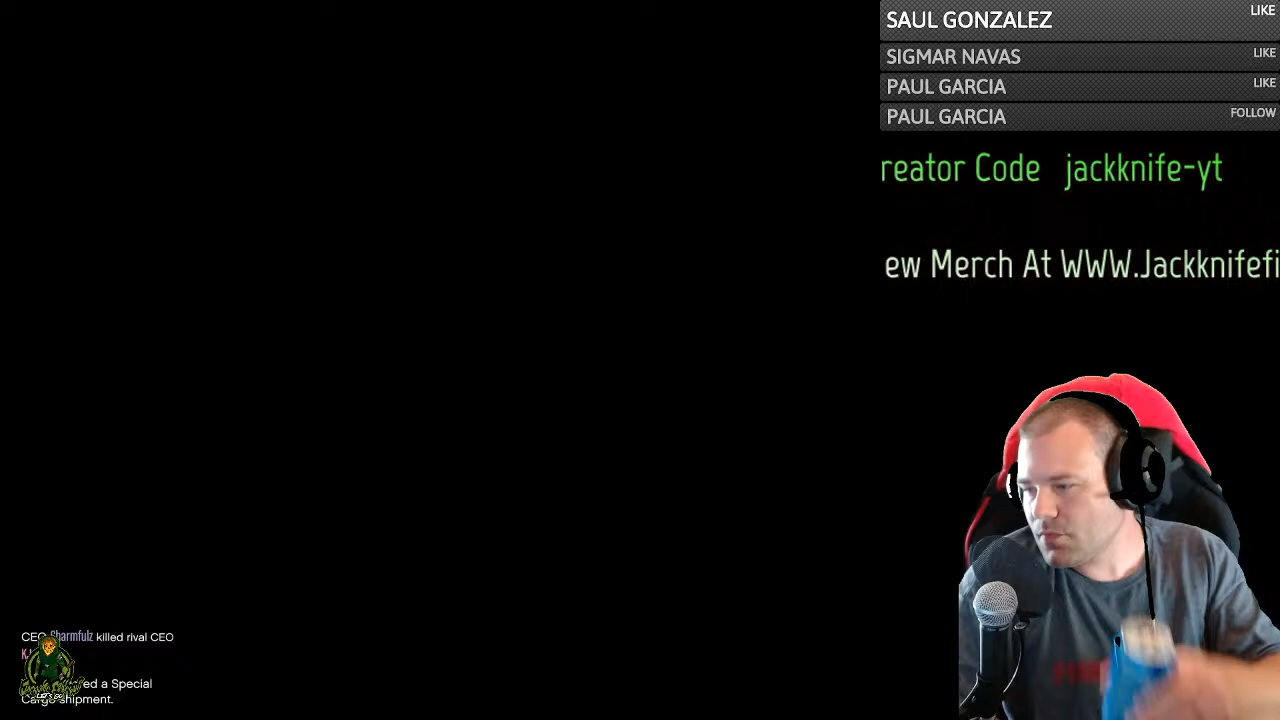 SAUL GONZALEZ LIKE
SIGMAR NAVAS LIKE
PAUL GARCIA LIKE
PAUL GARCIA FOLLOW
reator Code jackknife-yt
ew Merch At WWW.Jackknifefi
CEO killed rival CEO
ed a Special
Cargo shipment.